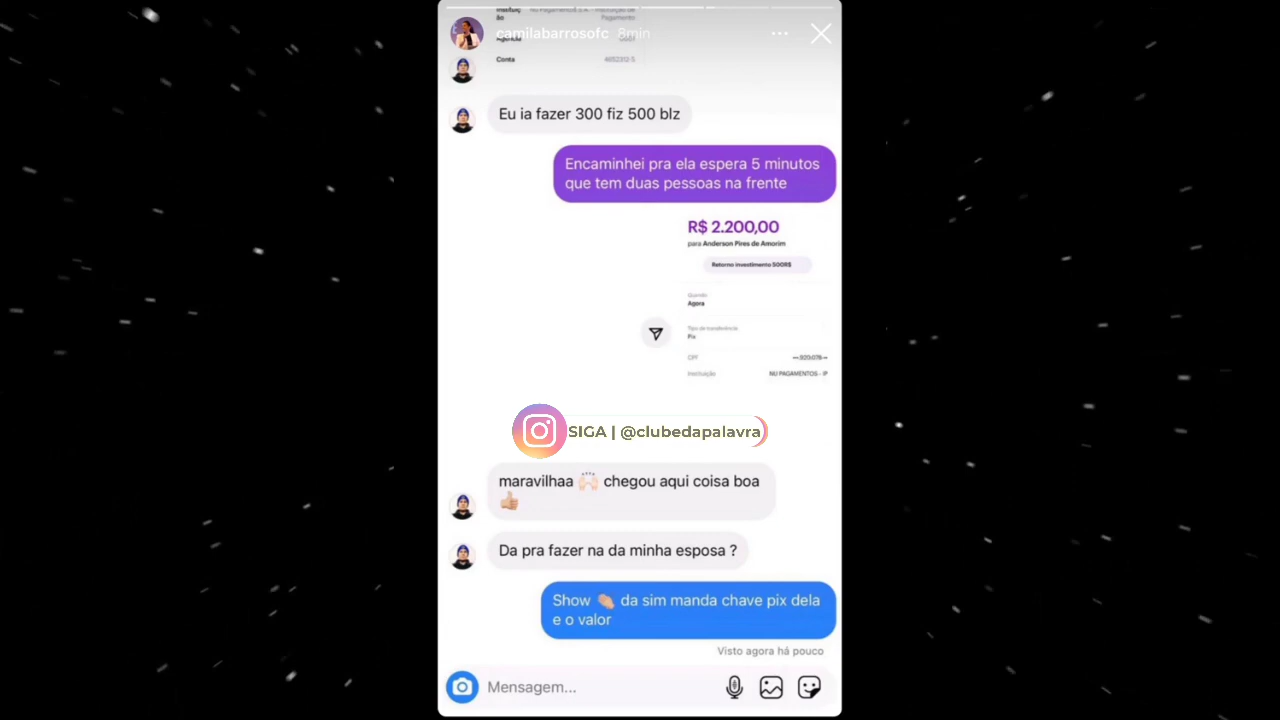 camilabarrosofc 8min
Agência
Conta
Eu ia fazer 300 fiz 500 blz
Encaminhei pra ela espera 5 minutos
que tem duas pessoas na frente
R$ 2.200,00
para Anderson Pires de Amorim
Retorno investimento 500R$
Quando
Agora
Tipo de transferência
Pix
CPF
Instituição NU PAGAMENTOS - IP
SIGA | @clubedapalavra
maravilhaa 🙌🏻 chegou aqui coisa boa
👍🏼
Da pra fazer na da minha esposa ?
Show 👏🏼 da sim manda chave pix dela
e o valor
Visto agora há pouco
Mensagem...